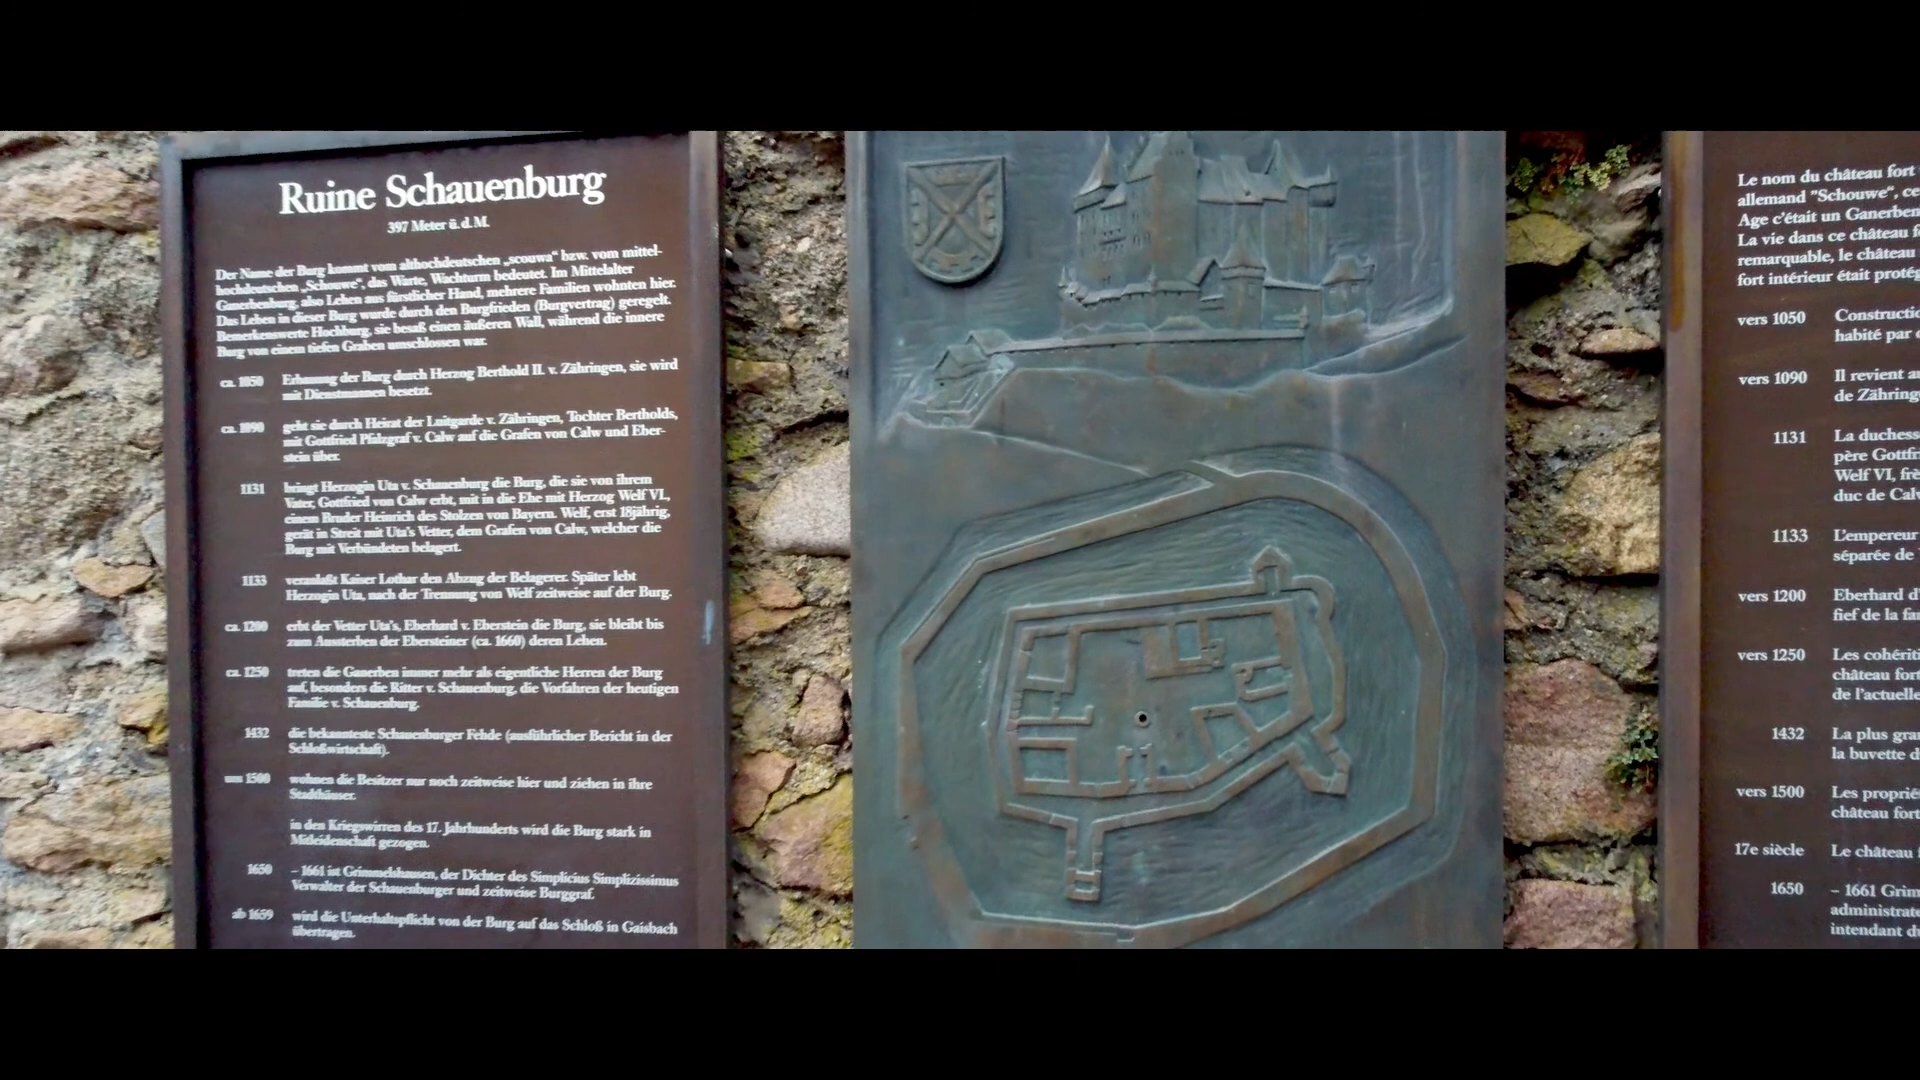 Ruine Schauenburg
397 Meter ü. d. M.
Der Name der Burg kommt vom althochdeutschen „scouwa“ bzw. vom mittel-
hochdeutschen „Schouwe“, das Warte, Wachturm bedeutet. Im Mittelalter
Ganerbenburg, also Lehen aus fürstlicher Hand, mehrere Familien wohnten hier.
Das Leben in dieser Burg wurde durch den Burgfrieden (Burgvertrag) geregelt.
Bemerkenswerte Hochburg, sie besaß einen äußeren Wall, während die innere
Burg von einem tiefen Graben umschlossen war.
ca. 1050 Erbauung der Burg durch Herzog Berthold II. v. Zähringen, sie wird
mit Dienstmannen besetzt.
ca. 1090 geht sie durch Heirat der Luitgarde v. Zähringen, Tochter Bertholds,
mit Gottfried Pfalzgraf v. Calw auf die Grafen von Calw und Eber-
stein über.
1131 bringt Herzogin Uta v. Schauenburg die Burg, die sie von ihrem
Vater, Gottfried von Calw erbt, mit in die Ehe mit Herzog Welf VI.,
einem Bruder Heinrich des Stolzen von Bayern. Welf, erst 18jährig,
gerät in Streit mit Uta's Vetter, dem Grafen von Calw, welcher die
Burg mit Verbündeten belagert.
1133 veranlaßt Kaiser Lothar den Abzug der Belagerer. Später lebt
Herzogin Uta, nach der Trennung von Welf zeitweise auf der Burg.
ca. 1200 erbt der Vetter Uta's, Eberhard v. Eberstein die Burg, sie bleibt bis
zum Aussterben der Ebersteiner (ca. 1660) deren Lehen.
ca. 1250 treten die Ganerben immer mehr als eigentliche Herren der Burg
auf, besonders die Ritter v. Schauenburg, die Vorfahren der heutigen
Familie v. Schauenburg.
1432 die bekannteste Schauenburger Fehde (ausführlicher Bericht in der
Schloßwirtschaft).
um 1500 wohnen die Besitzer nur noch zeitweise hier und ziehen in ihre
Stadthäuser.
in den Kriegswirren des 17. Jahrhunderts wird die Burg stark in
Mitleidenschaft gezogen.
1650 – 1661 ist Grimmelshausen, der Dichter des Simplicius Simplizissimus
Verwalter der Schauenburger und zeitweise Burggraf.
ab 1659 wird die Unterhaltspflicht von der Burg auf das Schloß in Gaisbach
übertragen.
Le nom du château fort
allemand "Schouwe“, ce
Age c'était un Ganerben
La vie dans ce château f
remarquable, le château
fort intérieur était protég
vers 1050 Constructio
habité par
vers 1090 Il revient a
de Zähring
1131 La duchess
père Gottfr
Welf VI, frè
duc de Calw
1133 L'empereur
séparée de
vers 1200 Eberhard d'
fief de la fa
vers 1250 Les cohériti
château fort
de l'actuelle
1432 La plus gra
la buvette d
vers 1500 Les proprié
château fort
17e siècle Le château
1650 – 1661 Grim
administrate
intendant du